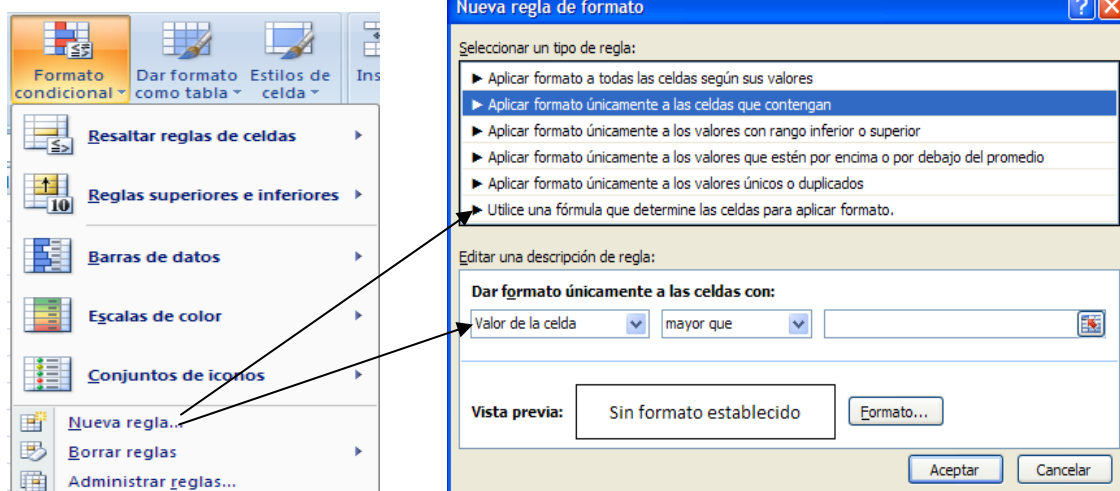 Formato
condicional
Dar formato
como tabla
Estilos de
celda
Ins
≤≥
Resaltar reglas de celdas
Reglas superiores e inferiores
10
Barras de datos
Escalas de color
Conjuntos de iconos
Nueva regla...
Borrar reglas
Administrar reglas...
Nueva regla de formato
Seleccionar un tipo de regla:
► Aplicar formato a todas las celdas según sus valores
► Aplicar formato únicamente a las celdas que contengan
► Aplicar formato únicamente a los valores con rango inferior o superior
► Aplicar formato únicamente a los valores que estén por encima o por debajo del promedio
► Aplicar formato únicamente a los valores únicos o duplicados
► Utilice una fórmula que determine las celdas para aplicar formato.
Editar una descripción de regla:
Dar formato únicamente a las celdas con:
Valor de la celda mayor que
Vista previa: Sin formato establecido Formato...
Aceptar Cancelar